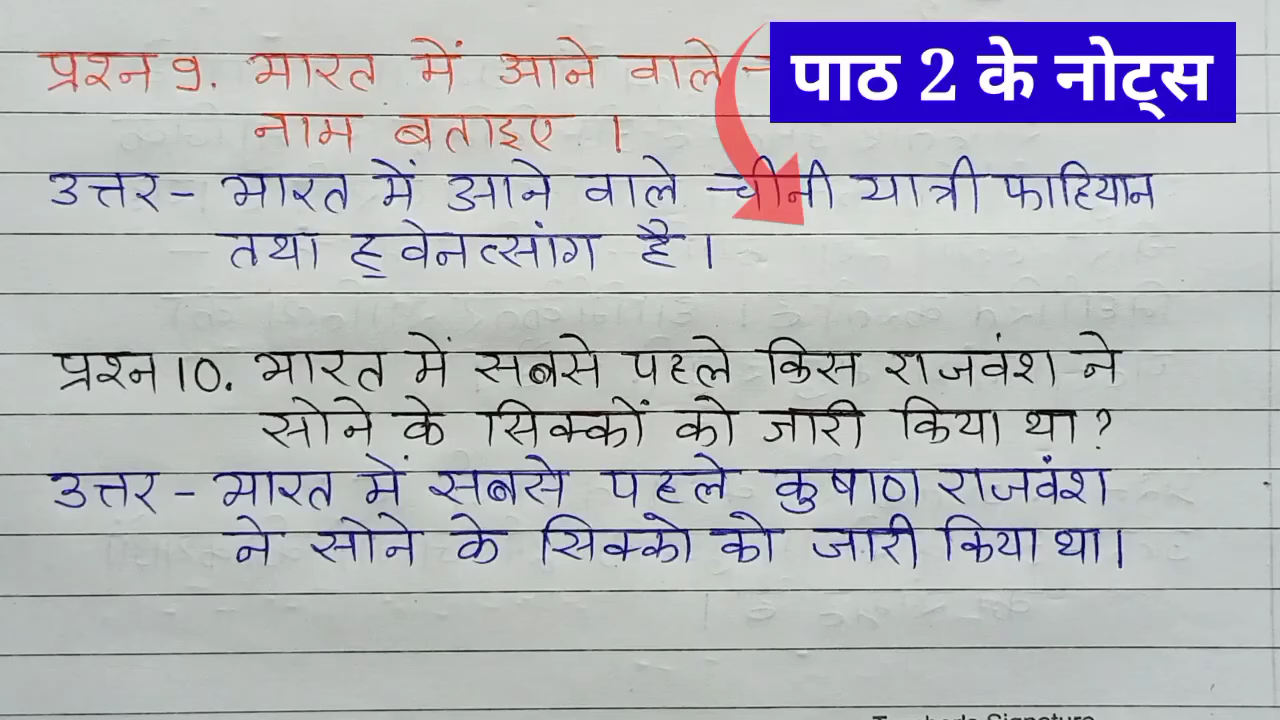 पाठ 2 के नोट्स
प्रश्न 9. भारत में आने वाले
नाम बताइए ।
उत्तर - भारत में आने वाले चीनी यात्री फाहियान
तथा ह्वेनत्सांग है ।
प्रश्न 10. भारत में सबसे पहले किस राजवंश ने
सोने के सिक्कों को जारी किया था ?
उत्तर - भारत में सबसे पहले कुषाण राजवंश
ने सोने के सिक्को को जारी किया था ।